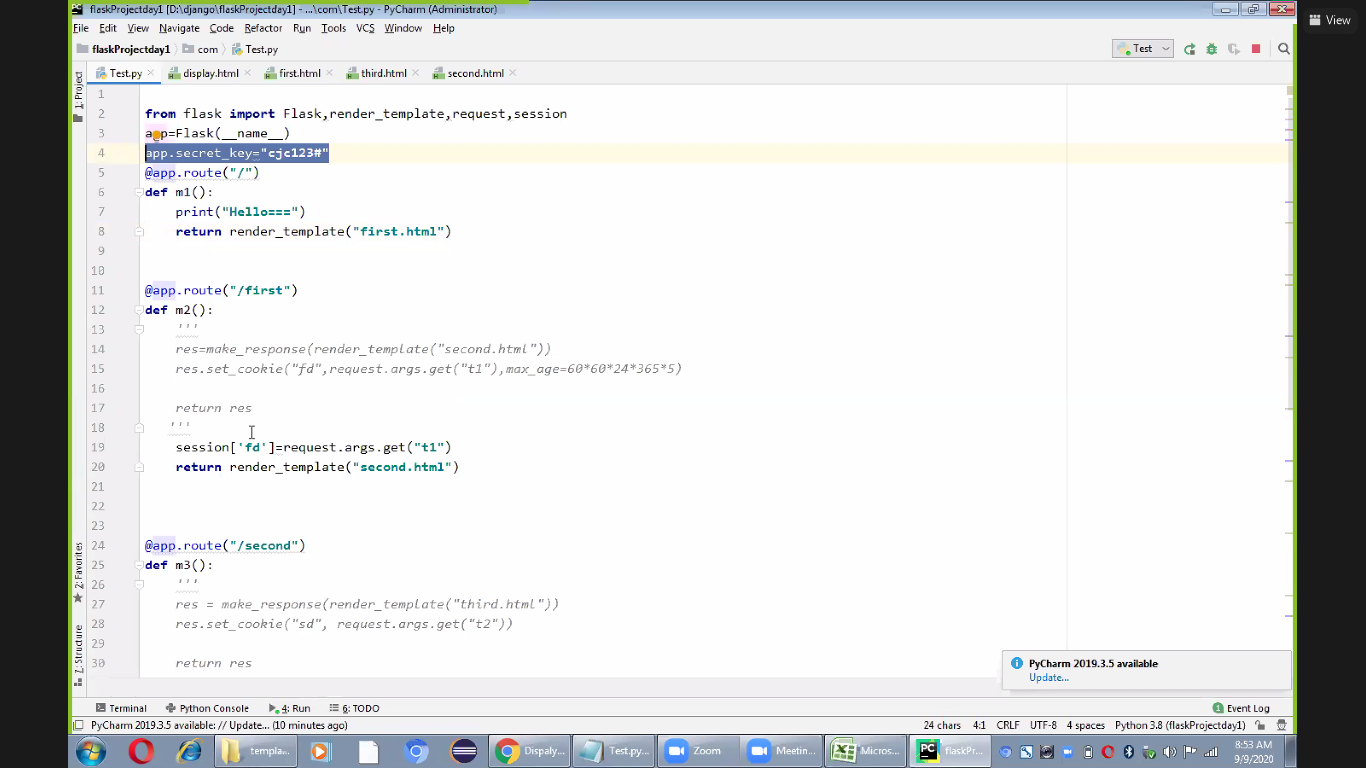 flaskProjectday1 [D:\django\flaskProjectday1] - ...\com\Test.py - PyCharm (Administrator)
View
File Edit View Navigate Code Refactor Run Tools VCS Window Help
flaskProjectday1 com Test.py
Test
Test.py display.html first.html third.html second.html
1: Project
1
2 from flask import Flask,render_template,request,session
3 app=Flask(__name__)
4 app.secret_key="cjc123#"
5 @app.route("/")
6 def m1():
7 print("Hello===")
8 return render_template("first.html")
9
10
11 @app.route("/first")
12 def m2():
13 '''
14 res=make_response(render_template("second.html"))
15 res.set_cookie("fd",request.args.get("t1"),max_age=60*60*24*365*5)
16
17 return res
18 '''
19 session['fd']=request.args.get("t1")
20 return render_template("second.html")
21
22
23
24 @app.route("/second")
25 def m3():
26 '''
27 res = make_response(render_template("third.html"))
28 res.set_cookie("sd", request.args.get("t2"))
29
30 return res
2: Favorites
7: Structure
PyCharm 2019.3.5 available
Update...
Terminal Python Console 4: Run 6: TODO 1 Event Log
PyCharm 2019.3.5 available: // Update... (10 minutes ago) 24 chars 4:1 CRLF UTF-8 4 spaces Python 3.8 (flaskProjectday1)
templa... Dispaly... Test.py... Zoom Meetin... Micros... flaskPr... 8:53 AM
9/9/2020